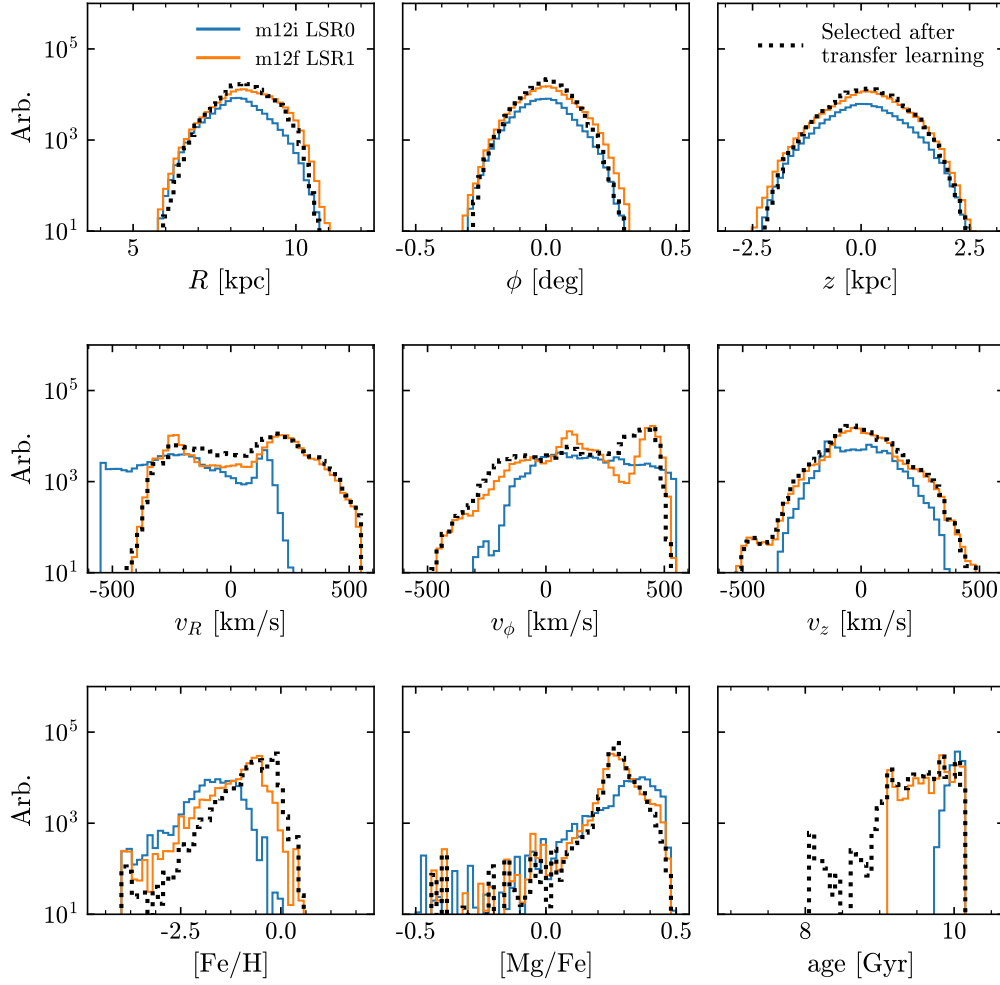 10^5
10^3
10^1
Arb.
m12i LSR0
m12f LSR1
5
10
R [kpc]
-0.5
0.0
0.5
ϕ [deg]
Selected after
transfer learning
-2.5
0.0
2.5
z [kpc]
10^5
10^3
10^1
Arb.
-500
0
500
v_R [km/s]
-500
0
500
v_ϕ [km/s]
-500
0
500
v_z [km/s]
10^5
10^3
10^1
Arb.
-2.5
0.0
[Fe/H]
-0.5
0.0
0.5
[Mg/Fe]
8
10
age [Gyr]